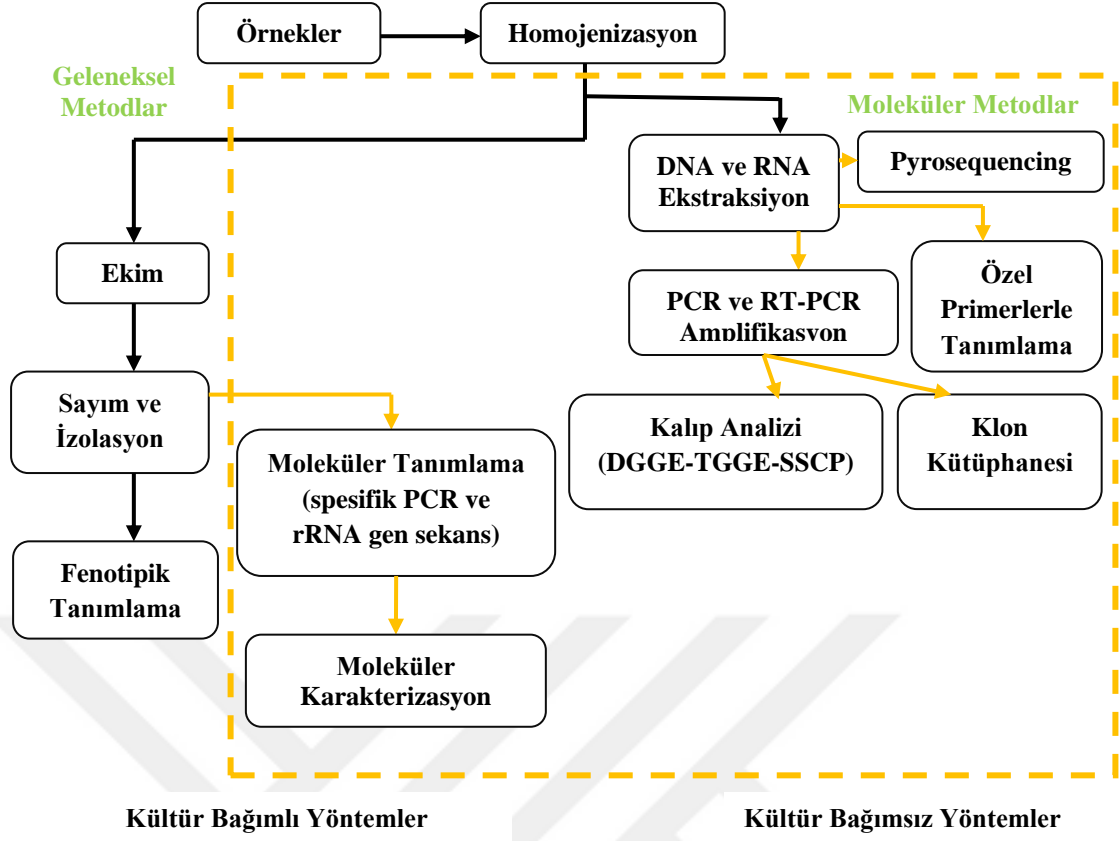 Örnekler
Homojenizasyon
Geleneksel
Metodlar
Moleküler Metodlar
DNA ve RNA
Ekstraksiyon
Pyrosequencing
Ekim
PCR ve RT-PCR
Amplifikasyon
Özel
Primerlerle
Tanımlama
Sayım ve
İzolasyon
Kalıp Analizi
(DGGE-TGGE-SSCP)
Klon
Kütüphanesi
Moleküler Tanımlama
(spesifik PCR ve
rRNA gen sekans)
Fenotipik
Tanımlama
Moleküler
Karakterizasyon
Kültür Bağımlı Yöntemler
Kültür Bağımsız Yöntemler